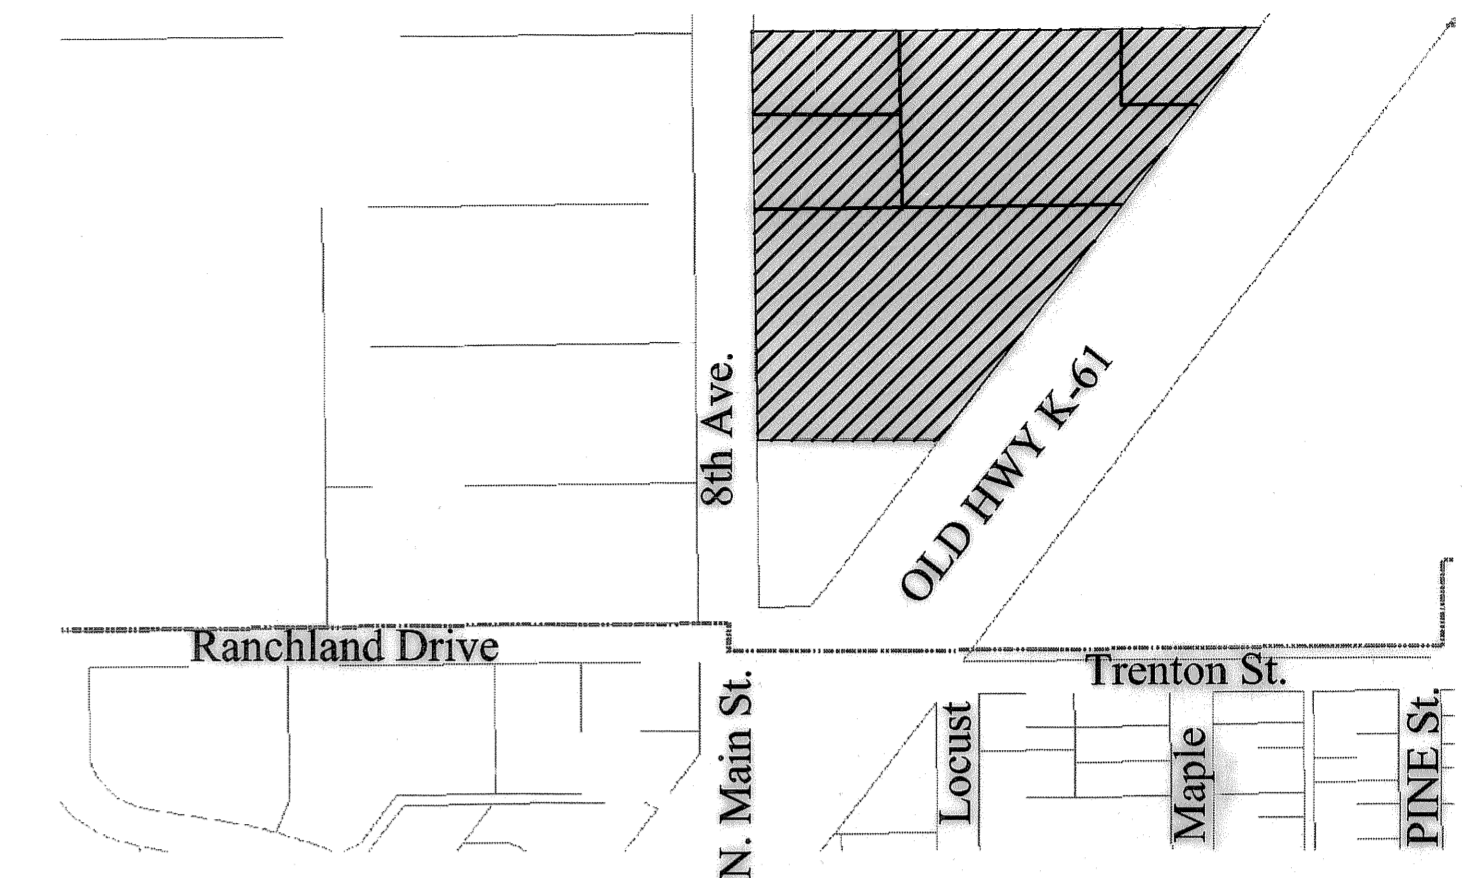 8th Ave.
OLD HWY K-61
Ranchland Drive
Trenton St.
N. Main St.
Locust
Maple
PINE St.